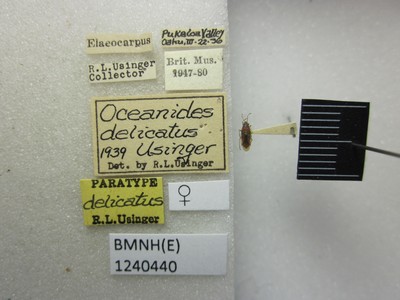 Elaeocarpus
Pukaloa Valley
Oahu, III-22-36
R.L. Usinger
Collector
Brit. Mus.
1947-80
Oceanides
delicatus
1939 Usinger
Det. by R.L. Usinger
PARATYPE
delicatus
R.L. Usinger
♀
BMNH(E)
1240440